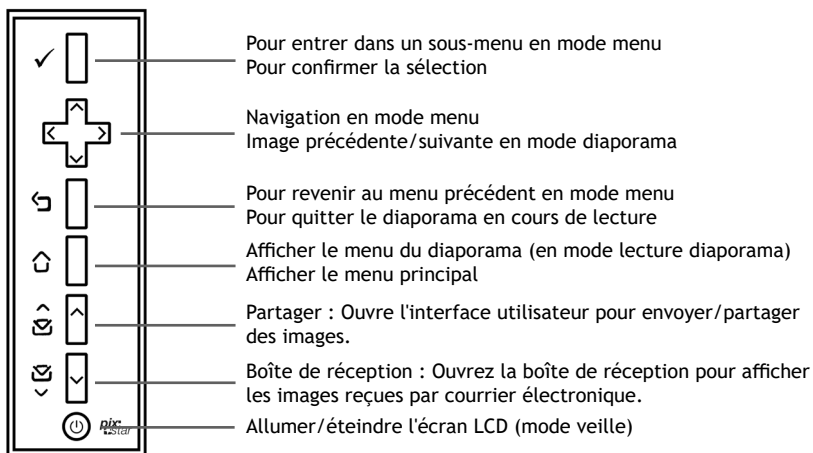 Pour entrer dans un sous-menu en mode menu
Pour confirmer la sélection
Navigation en mode menu
Image précédente/suivante en mode diaporama
Pour revenir au menu précédent en mode menu
Pour quitter le diaporama en cours de lecture
Afficher le menu du diaporama (en mode lecture diaporama)
Afficher le menu principal
Partager : Ouvre l'interface utilisateur pour envoyer/partager
des images.
Boîte de réception : Ouvrez la boîte de réception pour afficher
les images reçues par courrier électronique.
pix
star
Allumer/éteindre l'écran LCD (mode veille)